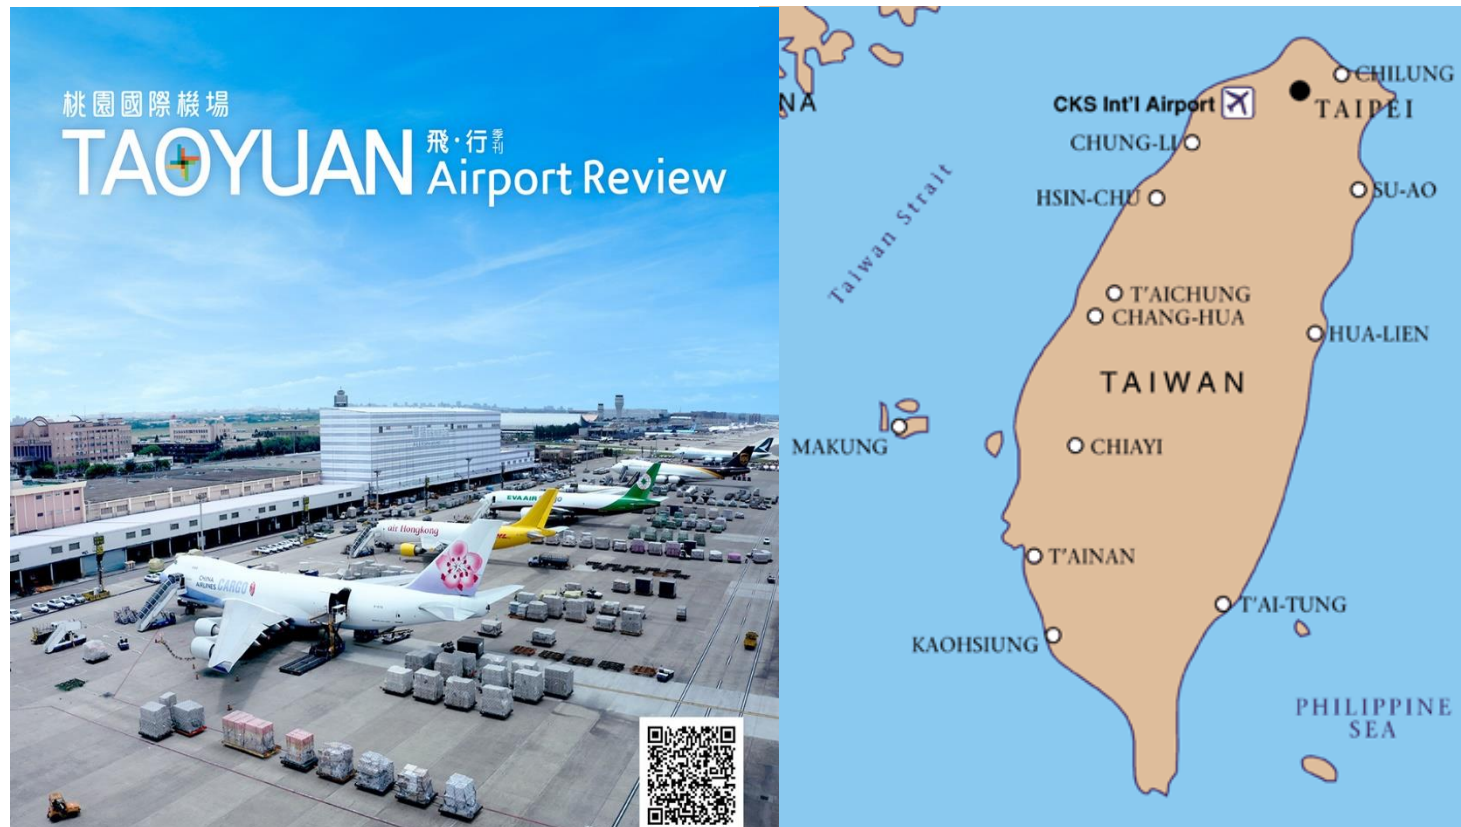 桃園國際機場
TAOYUAN
飛·行 季刊
Airport Review
EVA AIR
air Hongkong
CHINA
AIRLINES CARGO
NA
CHILUNG
CKS Int'l Airport
TAIPEI
CHUNG-LI
Taiwan Strait
HSIN-CHU
SU-AO
T'AICHUNG
CHANG-HUA
HUA-LIEN
TAIWAN
MAKUNG
CHIAYI
T'AINAN
T'AI-TUNG
KAOHSIUNG
PHILIPPINE
SEA